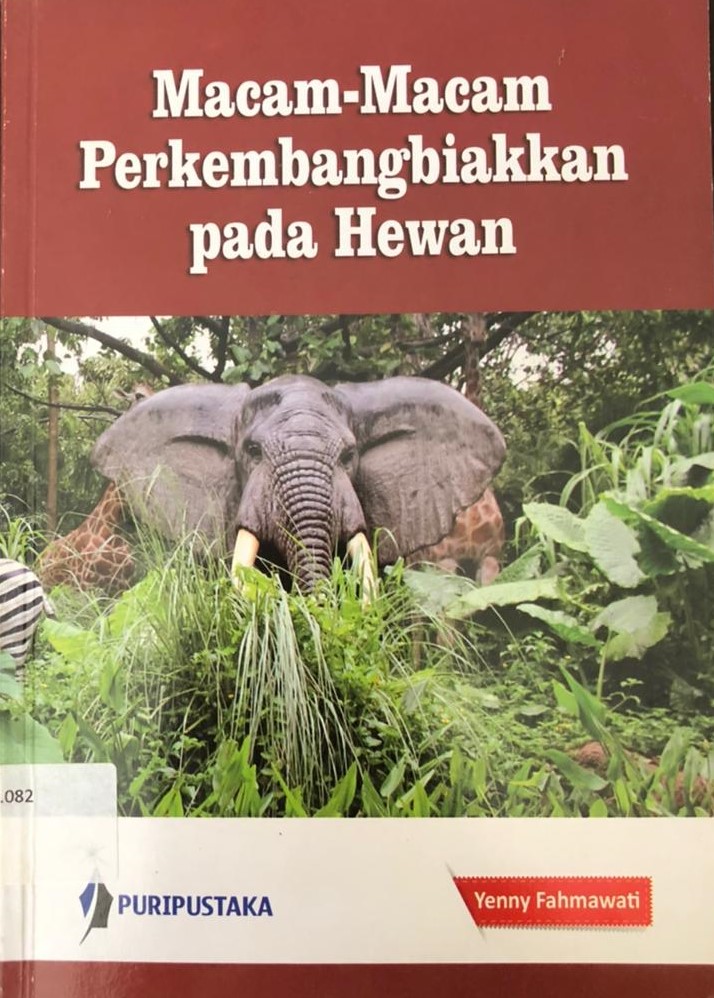 Macam-Macam
Perkembangbiakkan
pada Hewan
.082
PURIPUSTAKA
Yenny Fahmawati